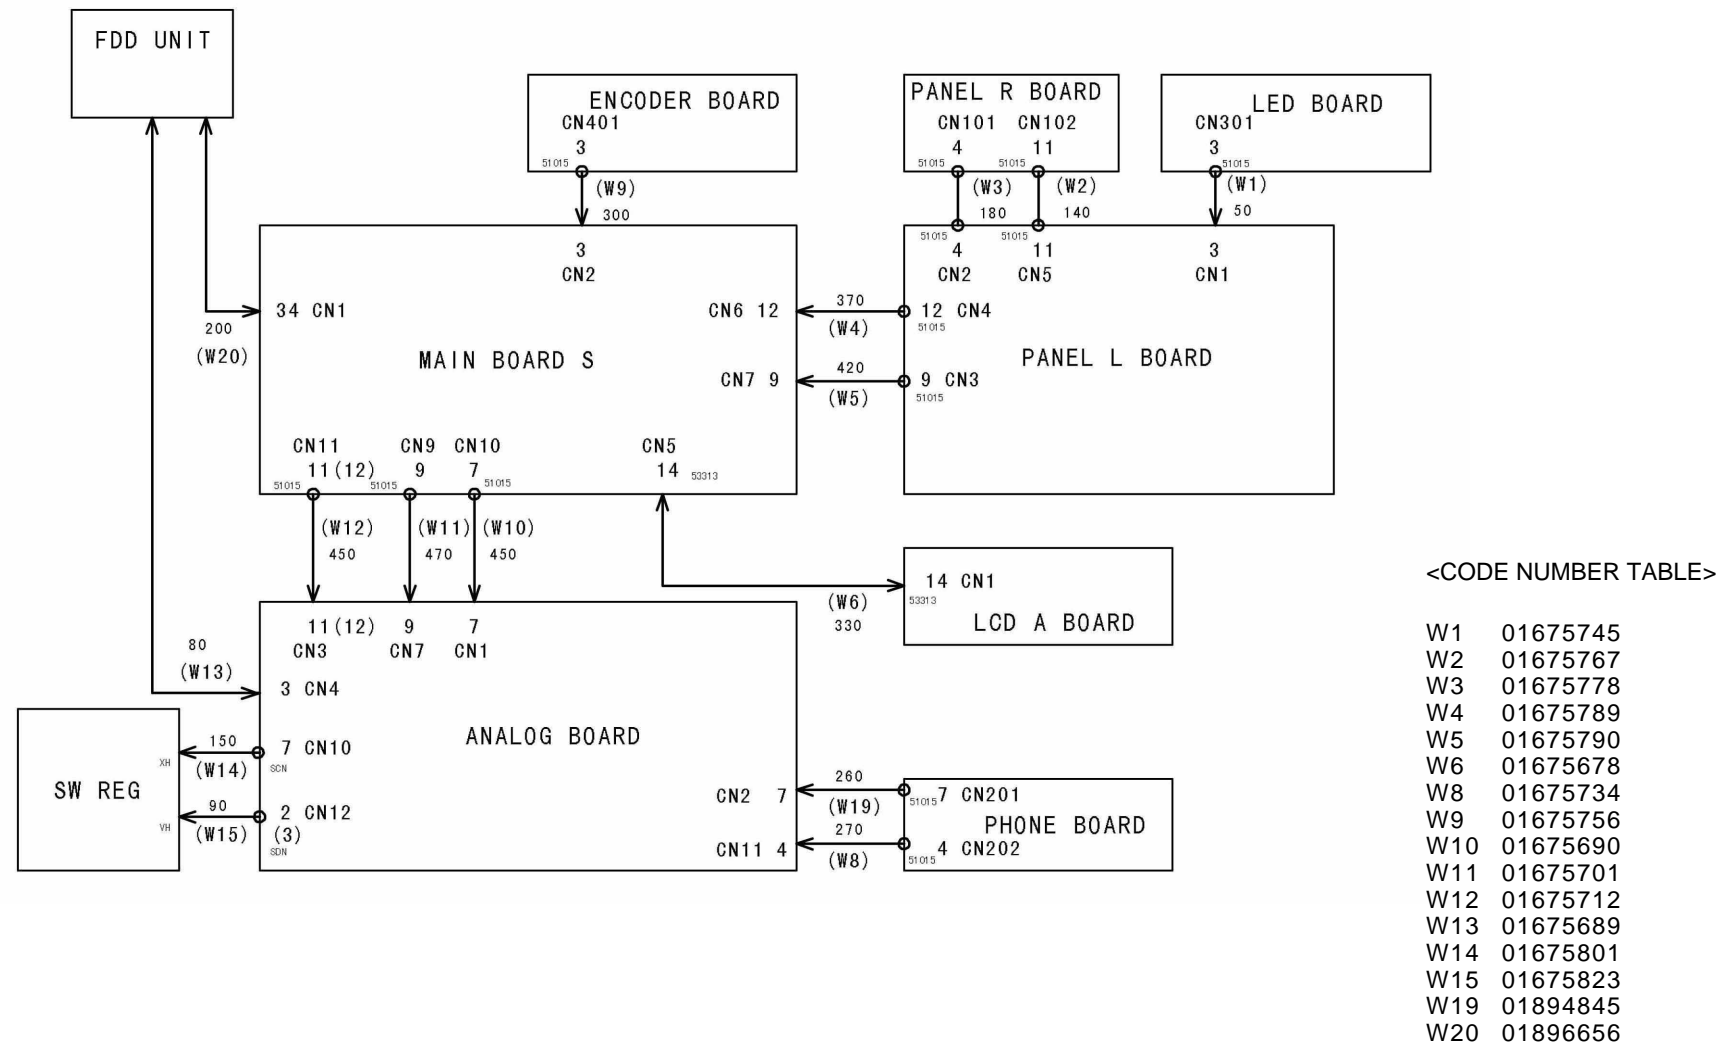 FDD UNIT
ENCODER BOARD
CN401
3
51015
(W9)
300
PANEL R BOARD
CN101 CN102
4 11
51015 51015
(W3) (W2)
180 140
LED BOARD
CN301
3
51015
(W1)
50
3
CN2
34 CN1
200
(W20)
CN6 12
MAIN BOARD S
CN7 9
370
(W4)
420
(W5)
51015 51015
4 11 3
CN2 CN5 CN1
12 CN4
51015
PANEL L BOARD
9 CN3
51015
CN11 CN9 CN10 CN5
11(12) 9 7 14 53313
51015 51015 51015
(W12) (W11) (W10)
450 470 450
(W6)
330
14 CN1
53313
LCD A BOARD
11(12) 9 7
CN3 CN7 CN1
80
(W13)
3 CN4
ANALOG BOARD
7 CN10
SCN
2 CN12
(3)
SDN
150
(W14)
90
(W15)
XH
SW REG
VH
CN2 7
CN11 4
260
(W19)
270
(W8)
51015 7 CN201
PHONE BOARD
51015 4 CN202
<CODE NUMBER TABLE>
W1 01675745
W2 01675767
W3 01675778
W4 01675789
W5 01675790
W6 01675678
W8 01675734
W9 01675756
W10 01675690
W11 01675701
W12 01675712
W13 01675689
W14 01675801
W15 01675823
W19 01894845
W20 01896656